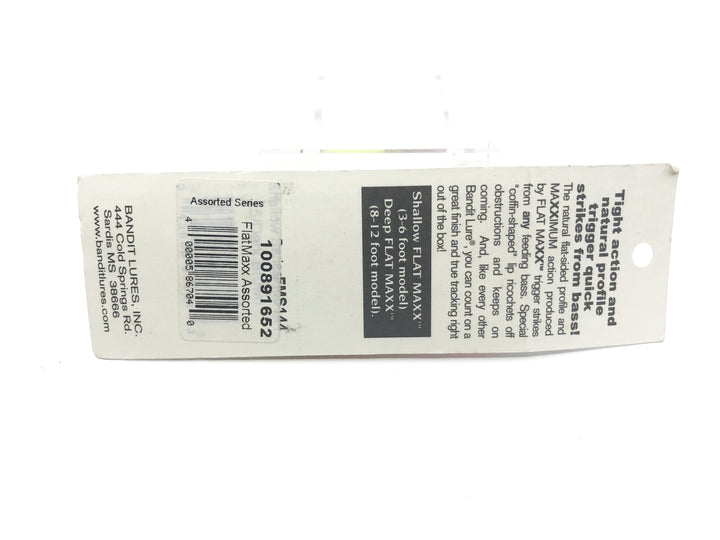 Tight action and
natural profile
trigger quick
strikes from bass!
The natural flat-sided profile and
MAXXIMUM action produced
by FLAT MAXX™ trigger strikes
from any feeding bass. Special
"coffin-shaped" lip ricochets off
obstructions and keeps on
coming. And, like every other
Bandit Lure®, you can count on a
great finish and true tracking right
out of the box!
Shallow FLAT MAXX™
(3-6 foot model)
Deep FLAT MAXX™
(8-12 foot model).
100891652
FlatMaxx Assorted
4 00005 86704 0
Assorted Series
BANDIT LURES, INC.
444 Cold Springs Rd.
Sardis MS 38666
www.banditlures.com